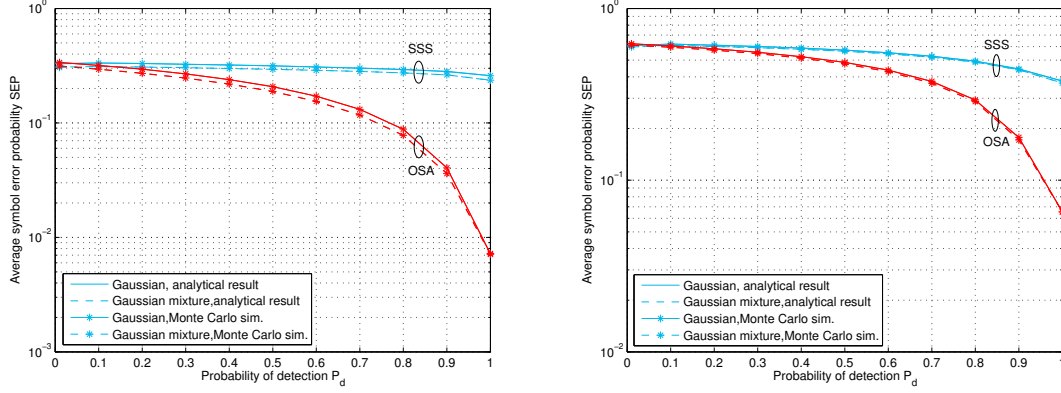 10^0
10^-1
10^-2
10^-3
Average symbol error probability SEP
SSS
OSA
Gaussian, analytical result
Gaussian mixture,analytical result
Gaussian,Monte Carlo sim.
Gaussian mixture,Monte Carlo sim.
0 0.1 0.2 0.3 0.4 0.5 0.6 0.7 0.8 0.9 1
Probability of detection P_d
10^0
10^-1
10^-2
Average symbol error probability SEP
SSS
OSA
Gaussian, analytical result
Gaussian mixture,analytical result
Gaussian,Monte Carlo sim.
Gaussian mixture,Monte Carlo sim.
0 0.1 0.2 0.3 0.4 0.5 0.6 0.7 0.8 0.9 1
Probability of detection P_d